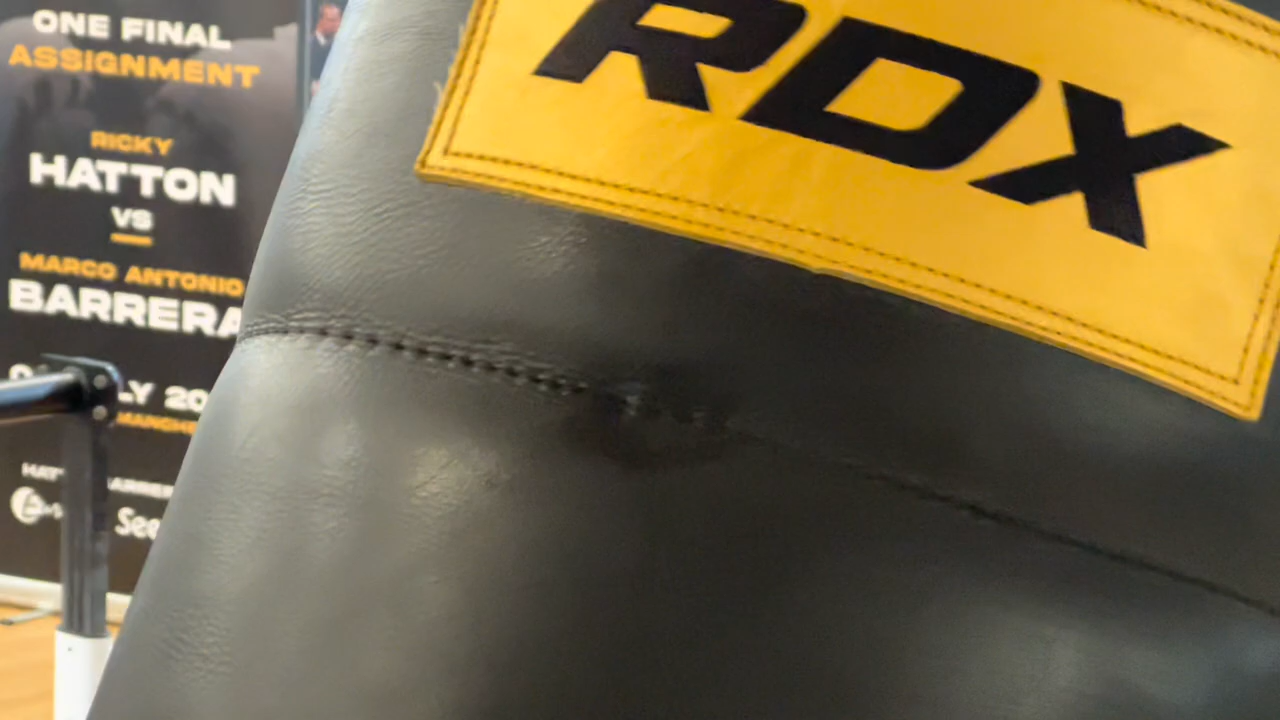 ONE FINAL
ASSIGNMENT
RICKY
HATTON
VS
MARCO ANTONIO
BARRERA
RDX